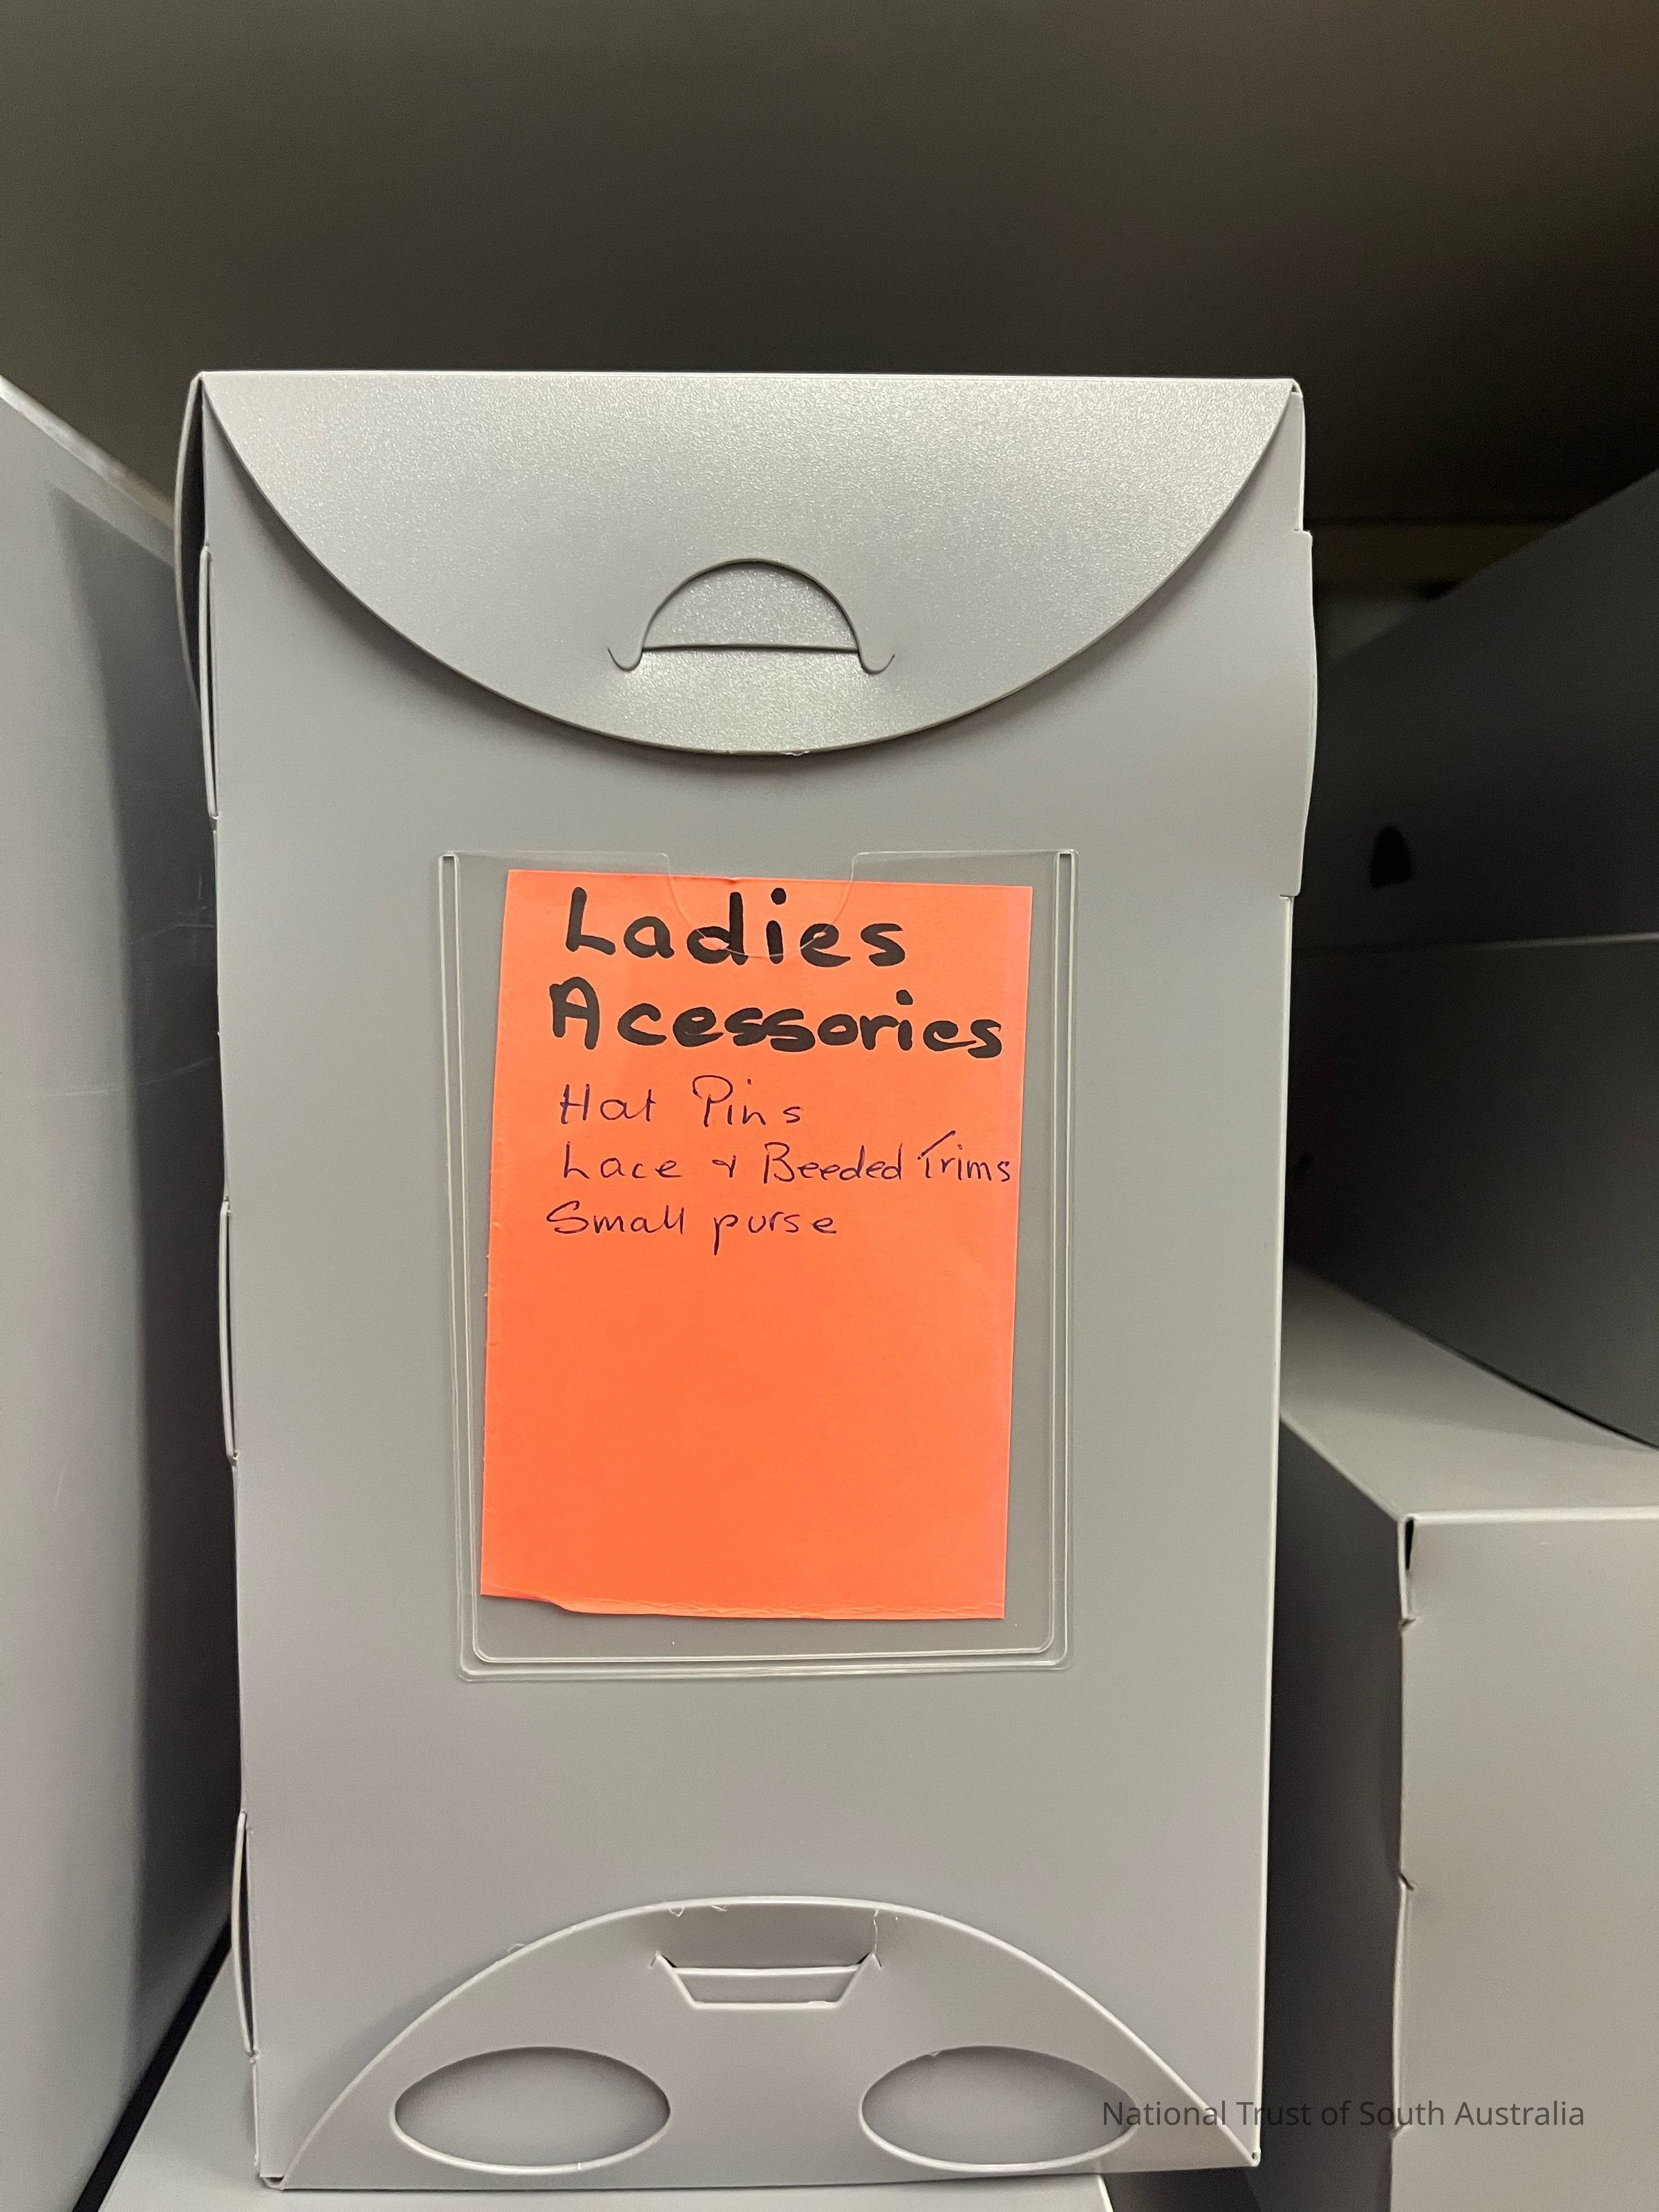 Ladies
Acessories
Hat Pins
Lace & Beeded Trims
Small purse
National Trust of South Australia